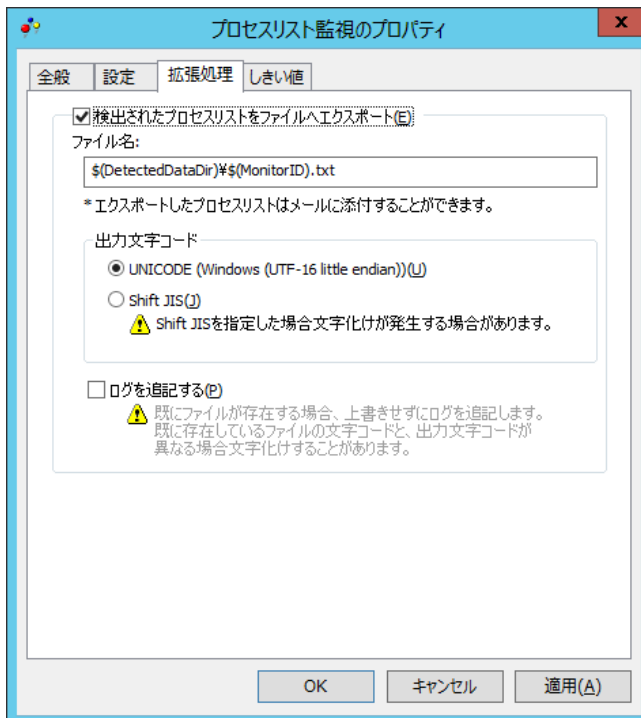 プロセスリスト監視のプロパティ
x
全般 設定 拡張処理 しきい値
検出されたプロセスリストをファイルへエクスポート(E)
ファイル名:
$(DetectedDataDir)¥$(MonitorID).txt
*エクスポートしたプロセスリストはメールに添付することができます。
出力文字コード
UNICODE (Windows (UTF-16 little endian))(U)
Shift JIS(J)
Shift JISを指定した場合文字化けが発生する場合があります。
ログを追記する(P)
既にファイルが存在する場合、上書きせずにログを追記します。
既に存在しているファイルの文字コードと、出力文字コードが
異なる場合文字化けすることがあります。
OK キャンセル 適用(A)